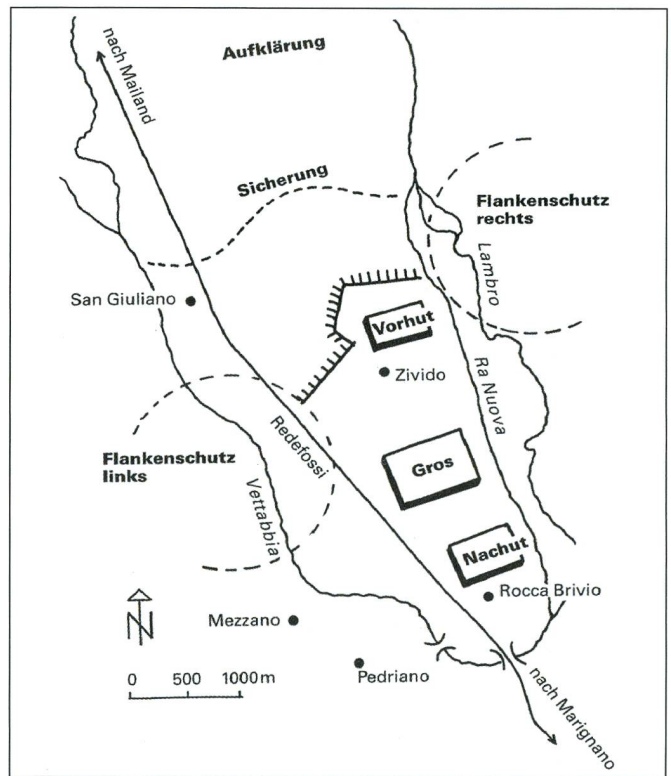 nach Mailand
Aufklärung
Sicherung
Flankenschutz
rechts
Lambro
San Giuliano
Vorhut
Zivido
Ra Nuova
Redefossi
Flankenschutz
links
Vettabbia
Gros
Nachut
Rocca Brivio
N
Mezzano
Pedriano
0 500 1000 m
nach Marignano